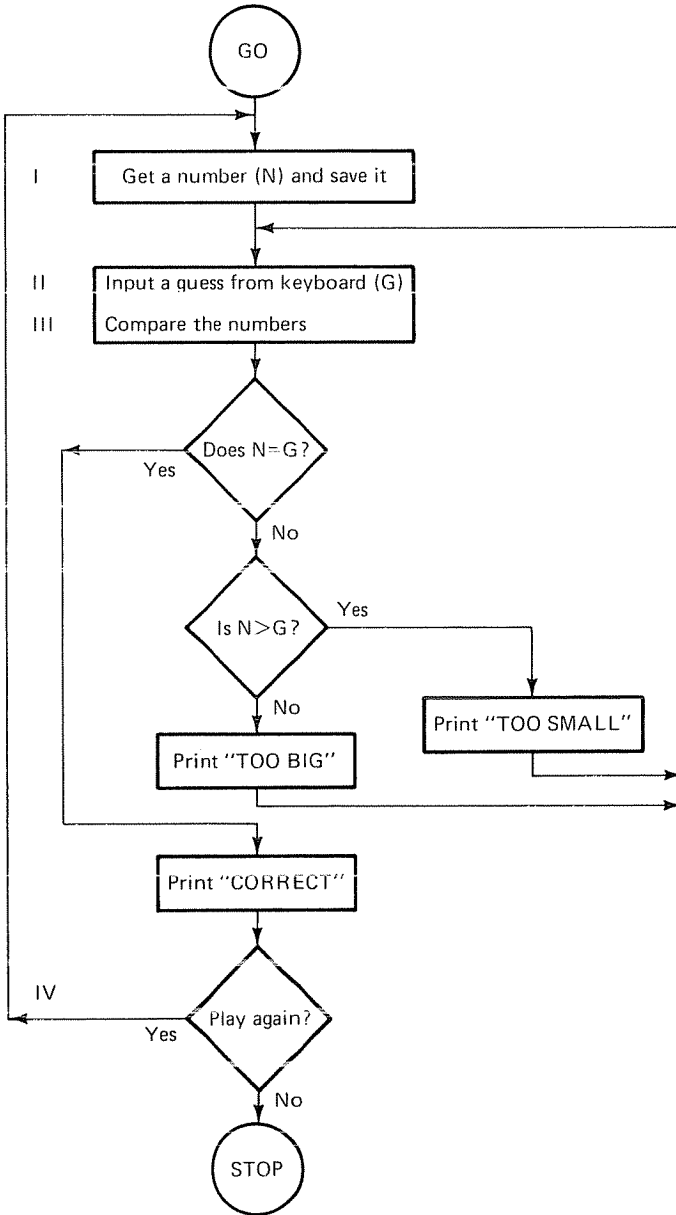 GO
I
Get a number (N) and save it
II
Input a guess from keyboard (G)
III
Compare the numbers
Does N=G?
Yes
No
Is N>G?
Yes
No
Print "TOO SMALL"
Print "TOO BIG"
Print "CORRECT"
IV
Play again?
Yes
No
STOP